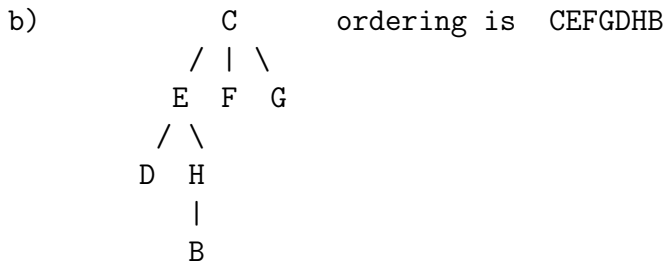 b) C ordering is CEFGDHB
/ | \
E F G
/ \
D H
|
B